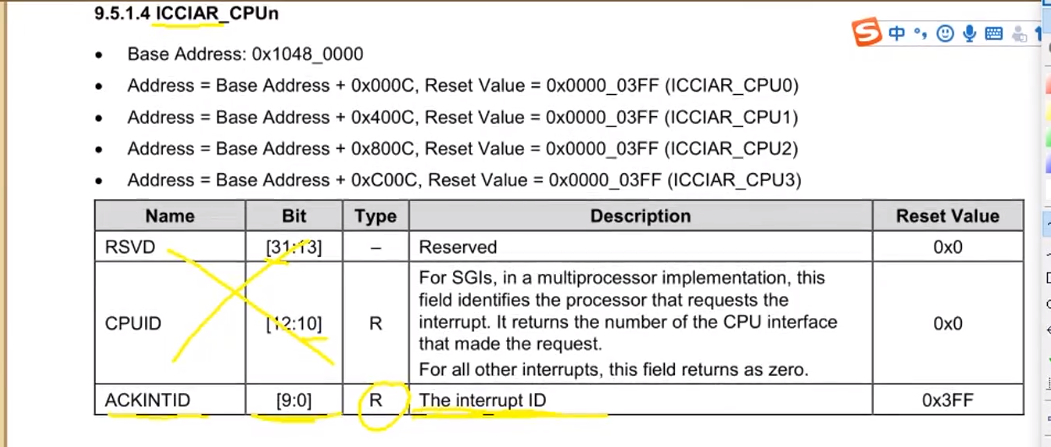 9.5.1.4 ICCIAR_CPUn
中
• Base Address: 0x1048_0000
• Address = Base Address + 0x000C, Reset Value = 0x0000_03FF (ICCIAR_CPU0)
• Address = Base Address + 0x400C, Reset Value = 0x0000_03FF (ICCIAR_CPU1)
• Address = Base Address + 0x800C, Reset Value = 0x0000_03FF (ICCIAR_CPU2)
• Address = Base Address + 0xC00C, Reset Value = 0x0000_03FF (ICCIAR_CPU3)
Name Bit Type Description Reset Value
RSVD [31:13] – Reserved 0x0
For SGIs, in a multiprocessor implementation, this
field identifies the processor that requests the
CPUID [12:10] R interrupt. It returns the number of the CPU interface 0x0
that made the request.
For all other interrupts, this field returns as zero.
ACKINTID [9:0] R The interrupt ID 0x3FF